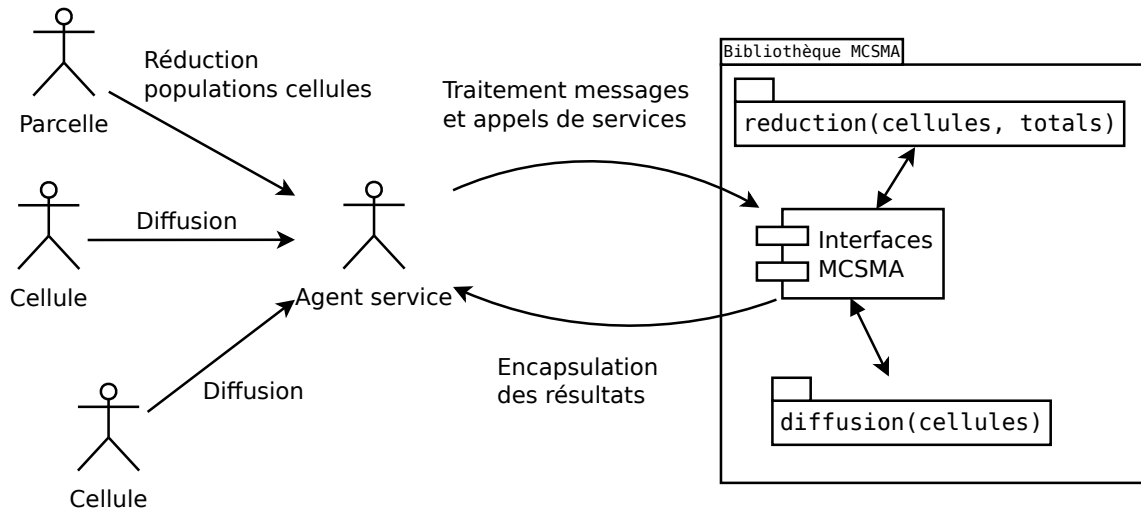 Réduction
populations cellules
Parcelle
Diffusion
Cellule
Diffusion
Cellule
Agent service
Traitement messages
et appels de services
Encapsulation
des résultats
Bibliothèque MCSMA
reduction(cellules, totals)
Interfaces
MCSMA
diffusion(cellules)